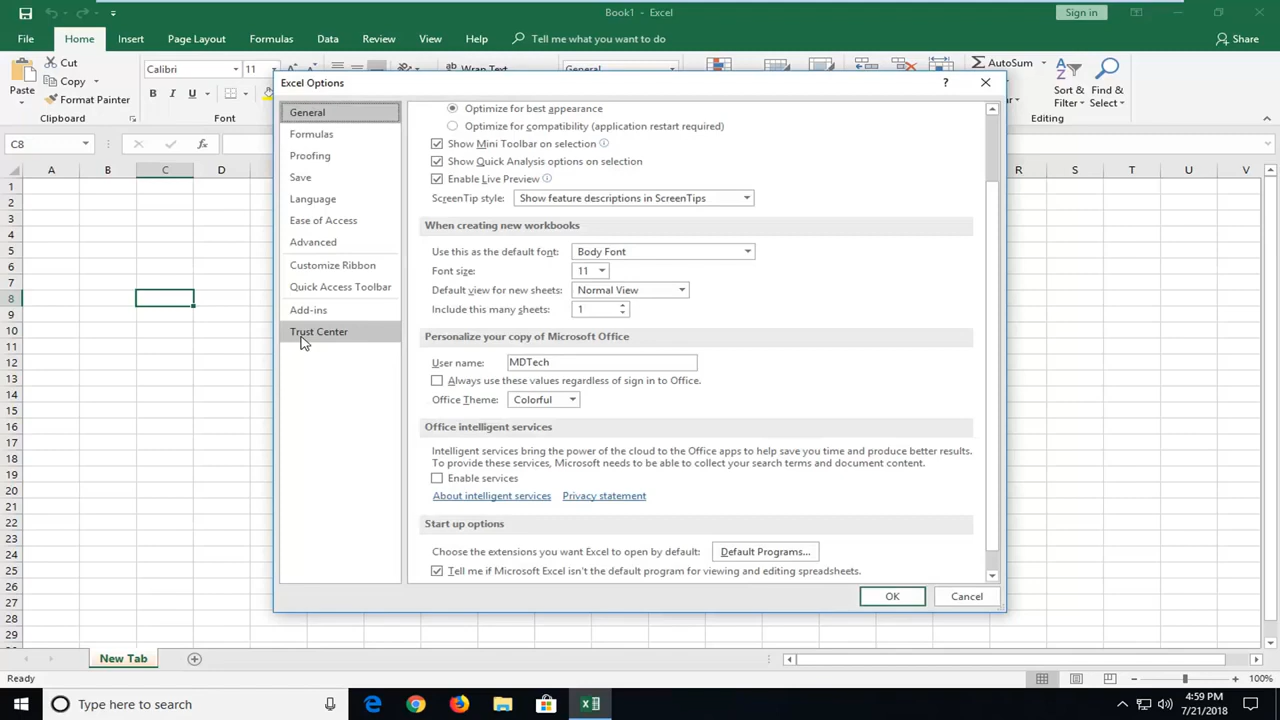 Book1 - Excel
Sign in
File Home Insert Page Layout Formulas Data Review View Help Tell me what you want to do Share
Cut
Copy
Format Painter
Paste
Clipboard
Calibri 11
B I U
Font
Wrap Text
General
AutoSum
Sort & Filter
Find & Select
C8 fx
A B C D R S T U V
1
2
3
4
5
6
7
8
9
10
11
12
13
14
15
16
17
18
19
20
21
22
23
24
25
26
27
28
29
Excel Options ?
General
Formulas
Proofing
Save
Language
Ease of Access
Advanced
Customize Ribbon
Quick Access Toolbar
Add-ins
Trust Center
Optimize for best appearance
Optimize for compatibility (application restart required)
Show Mini Toolbar on selection
Show Quick Analysis options on selection
Enable Live Preview
ScreenTip style: Show feature descriptions in ScreenTips
When creating new workbooks
Use this as the default font: Body Font
Font size: 11
Default view for new sheets: Normal View
Include this many sheets: 1
Personalize your copy of Microsoft Office
User name: MDTech
Always use these values regardless of sign in to Office.
Office Theme: Colorful
Office intelligent services
Intelligent services bring the power of the cloud to the Office apps to help save you time and produce better results.
To provide these services, Microsoft needs to be able to collect your search terms and document content.
Enable services
About intelligent services Privacy statement
Start up options
Choose the extensions you want Excel to open by default: Default Programs...
Tell me if Microsoft Excel isn't the default program for viewing and editing spreadsheets.
OK Cancel
New Tab
Ready 100%
Type here to search
4:59 PM
7/21/2018